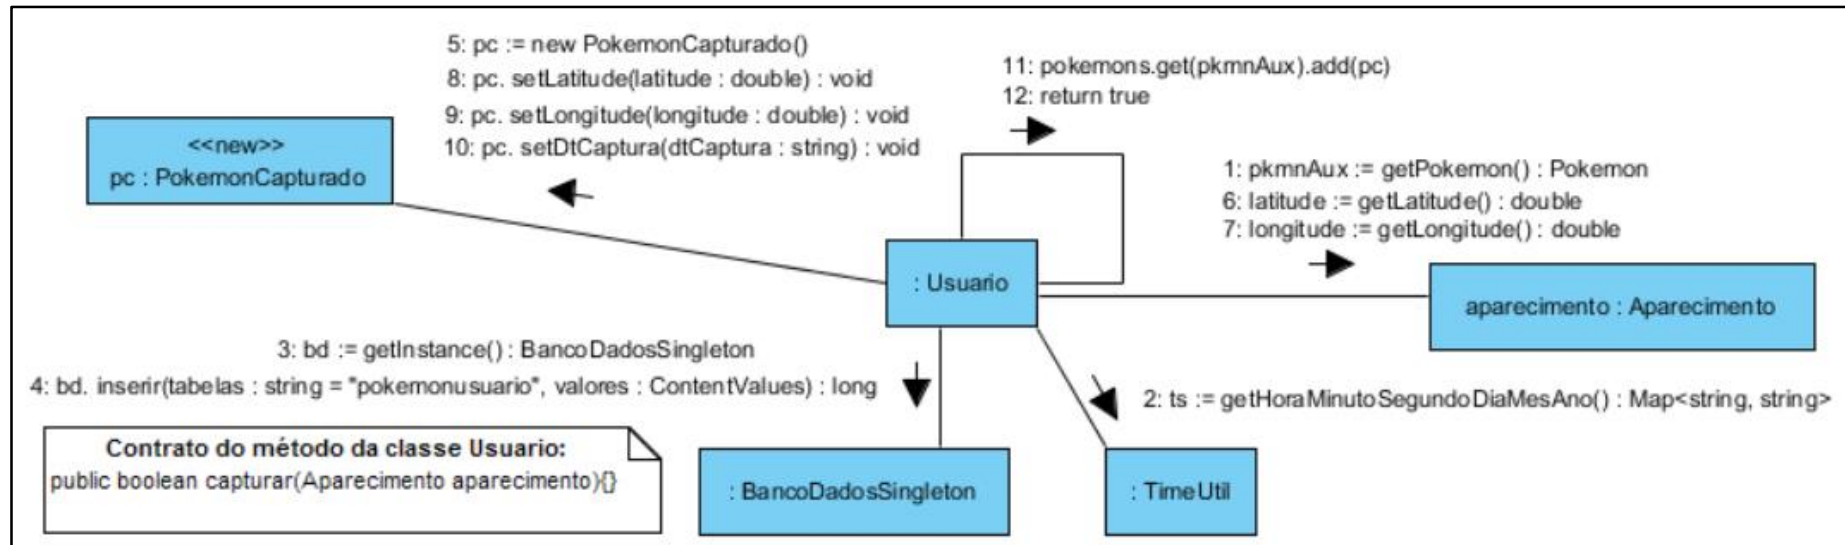 5: pc := new PokemonCapturado()
8: pc. setLatitude(latitude : double) : void
9: pc. setLongitude(longitude : double) : void
10: pc. setDtCaptura(dtCaptura : string) : void
11: pokemons.get(pkmnAux).add(pc)
12: return true
<<new>>
pc : PokemonCapturado
1: pkmnAux := getPokemon() : Pokemon
6: latitude := getLatitude() : double
7: longitude := getLongitude() : double
: Usuario
aparecimento : Aparecimento
3: bd := getInstance() : BancoDadosSingleton
4: bd. inserir(tabelas : string = "pokemonusuario", valores : ContentValues) : long
2: ts := getHoraMinutoSegundoDiaMesAno() : Map<string, string>
Contrato do método da classe Usuario:
public boolean capturar(Aparecimento aparecimento){}
: BancoDadosSingleton
: TimeUtil